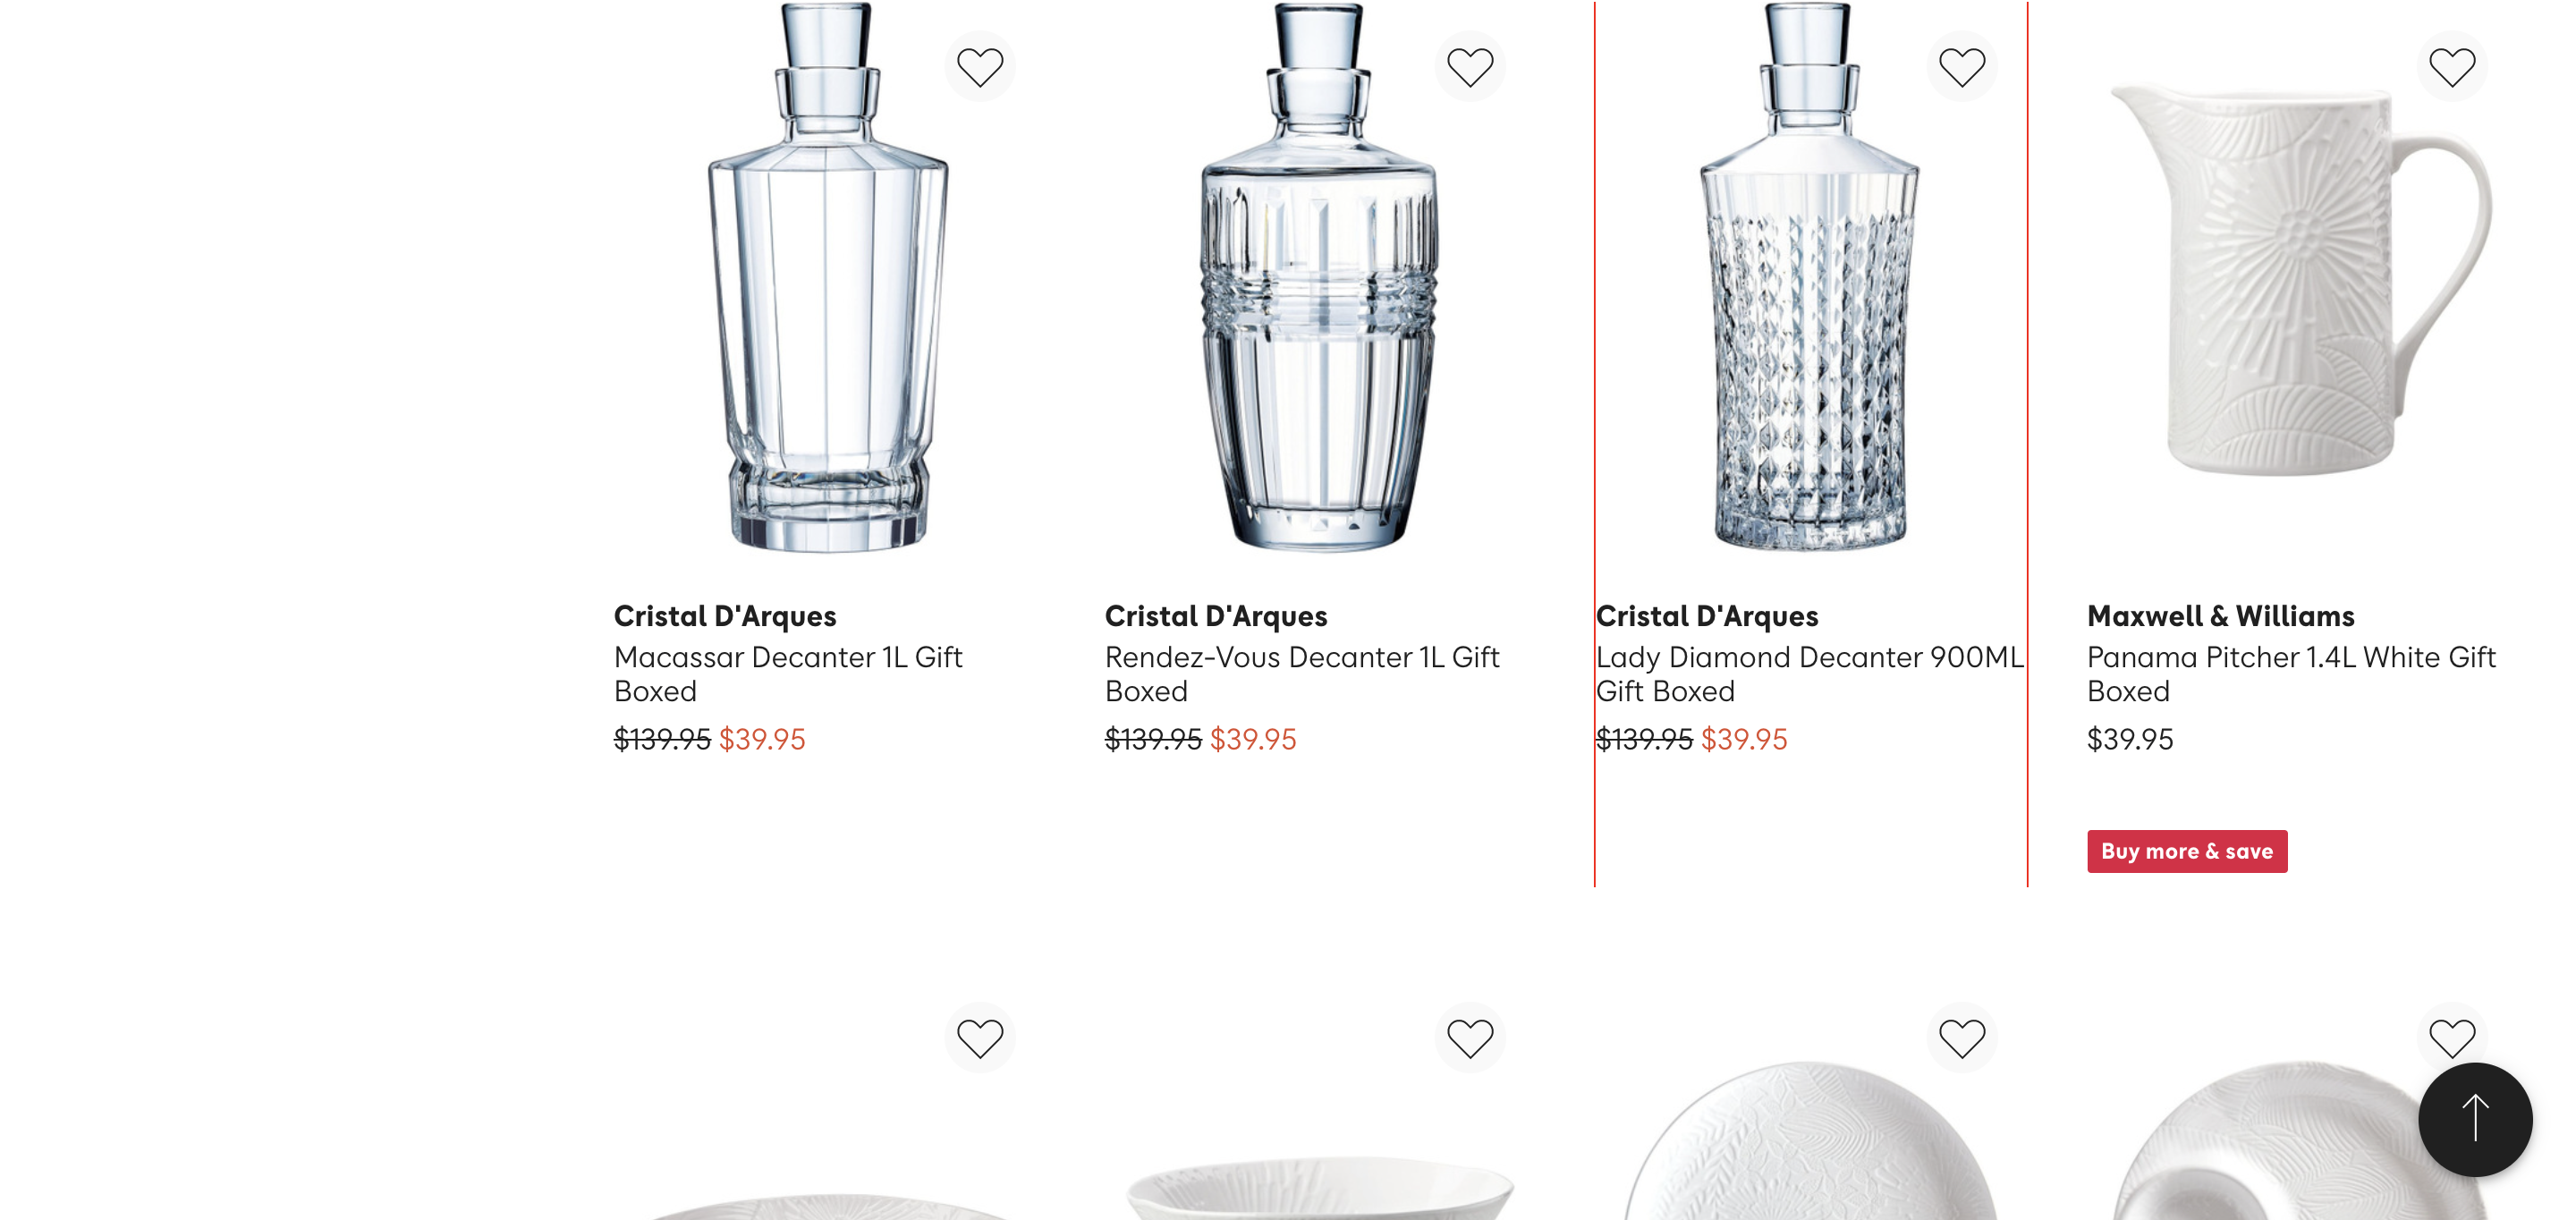 Cristal D'Arques
Macassar Decanter 1L Gift
Boxed
$139.95 $39.95
Cristal D'Arques
Rendez-Vous Decanter 1L Gift
Boxed
$139.95 $39.95
Cristal D'Arques
Lady Diamond Decanter 900ML
Gift Boxed
$139.95 $39.95
Maxwell & Williams
Panama Pitcher 1.4L White Gift
Boxed
$39.95
Buy more & save